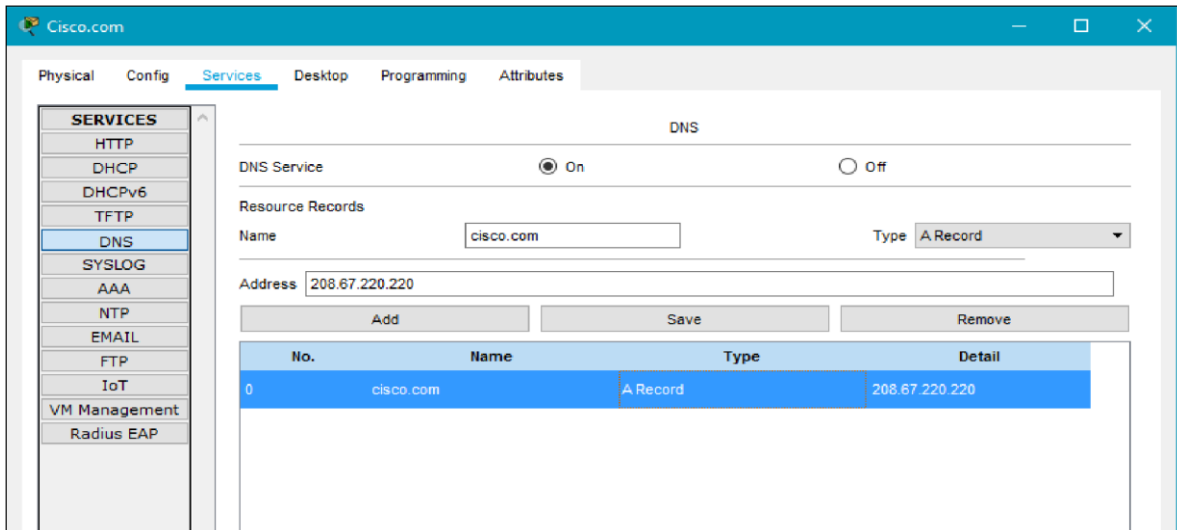 Cisco.com
Physical Config Services Desktop Programming Attributes
SERVICES
HTTP
DHCP
DHCPv6
TFTP
DNS
SYSLOG
AAA
NTP
EMAIL
FTP
IoT
VM Management
Radius EAP
DNS
DNS Service On Off
Resource Records
Name cisco.com Type A Record
Address 208.67.220.220
Add Save Remove
No. Name Type Detail
0 cisco.com A Record 208.67.220.220